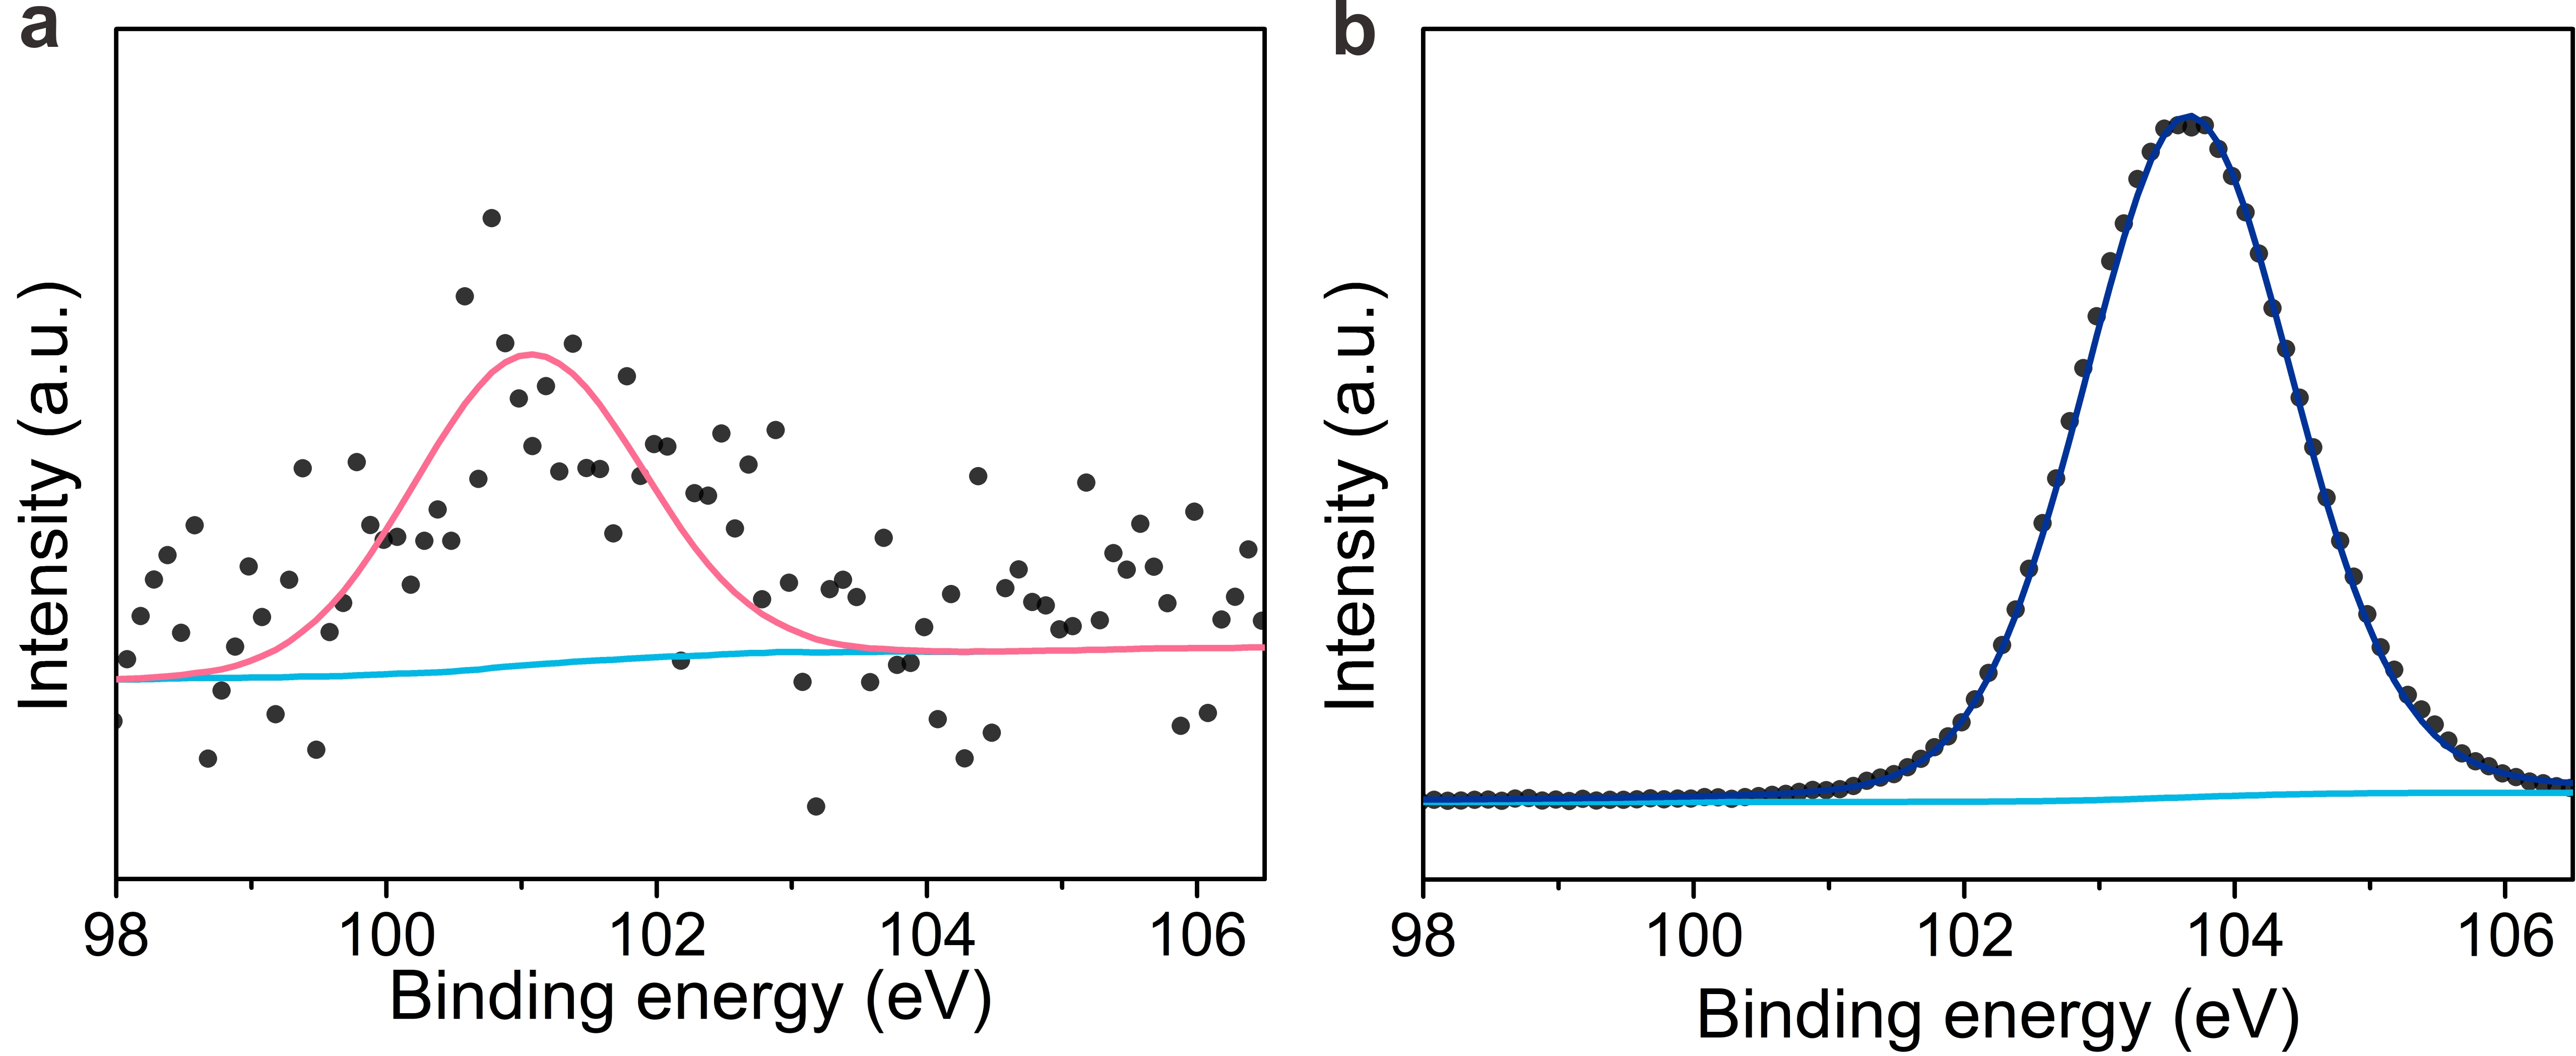 a
Intensity (a.u.)
98 100 102 104 106
Binding energy (eV)
b
Intensity (a.u.)
98 100 102 104 106
Binding energy (eV)